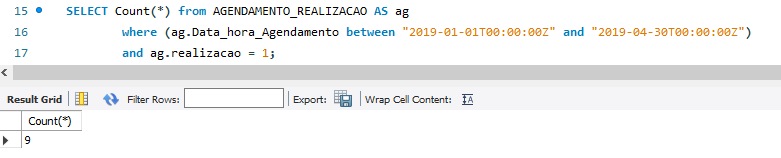 15 SELECT Count(*) from AGENDAMENTO_REALIZACAO AS ag
16 where (ag.Data_hora_Agendamento between "2019-01-01T00:00:00Z" and "2019-04-30T00:00:00Z")
17 and ag.realizacao = 1;
Result Grid Filter Rows: Export: Wrap Cell Content: IA
Count(*)
9